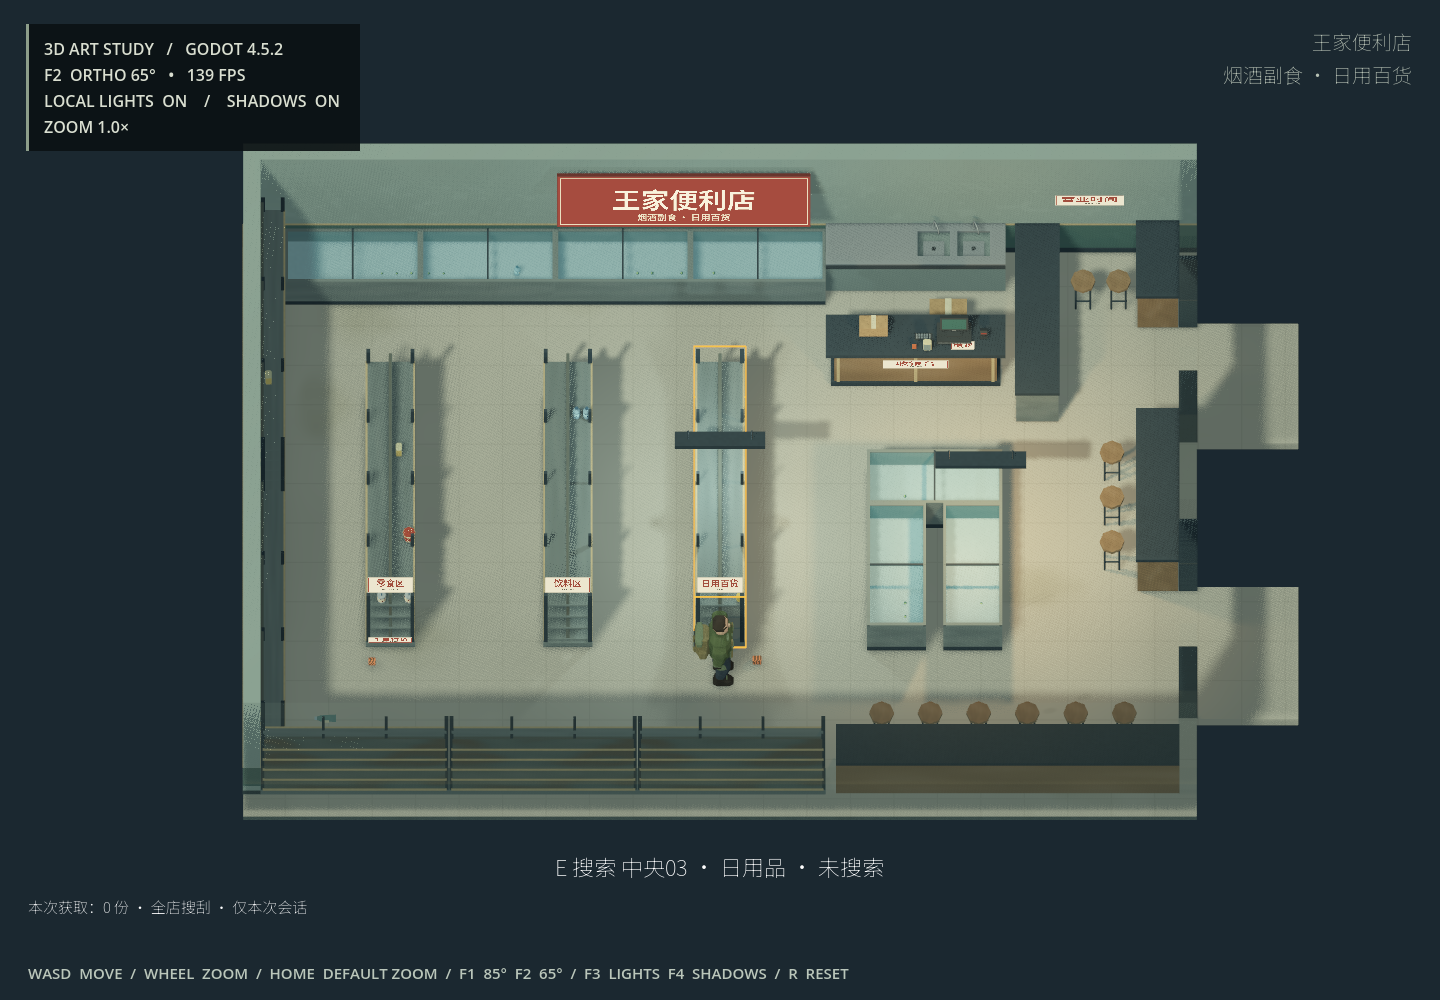 3D ART STUDY / GODOT 4.5.2
F2 ORTHO 65° • 139 FPS
LOCAL LIGHTS ON / SHADOWS ON
ZOOM 1.0×
王家便利店
烟酒副食 · 日用百货
王家便利店
烟酒副食 · 日用百货
零食区
饮料区
日用百货
E 搜索 中央03 · 日用品 · 未搜索
本次获取：0 份 · 全店搜刮 · 仅本次会话
WASD MOVE / WHEEL ZOOM / HOME DEFAULT ZOOM / F1 85° F2 65° / F3 LIGHTS F4 SHADOWS / R RESET